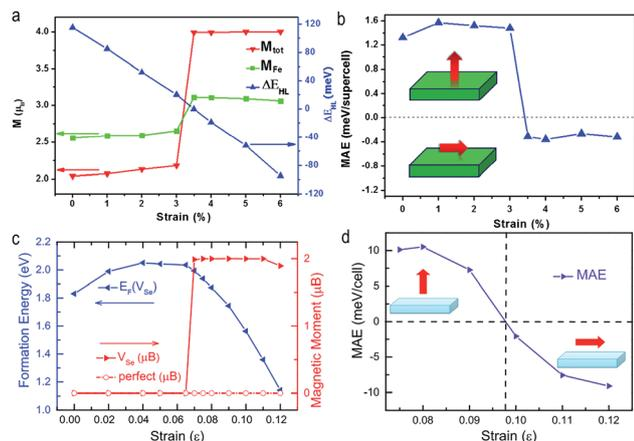 a
4.0
3.5
3.0
2.5
2.0
M (μB)
0 1 2 3 4 5 6
Strain (%)
120
80
40
0
-40
-80
-120
ΔEHL (meV)
Mtot
MFe
ΔEHL
b
1.6
1.2
0.8
0.4
0.0
-0.4
-0.8
-1.2
MAE (meV/supercell)
0 1 2 3 4 5 6
Strain (%)
c
2.2
2.0
1.8
1.6
1.4
1.2
1.0
Formation Energy (eV)
EF(VSe)
VSe (μB)
perfect (μB)
2
1
0
Magnetic Moment (μB)
0.00 0.02 0.04 0.06 0.08 0.10 0.12
Strain (ε)
d
15
10
5
0
-5
-10
MAE (meV/cell)
MAE
0.08 0.09 0.10 0.11 0.12
Strain (ε)